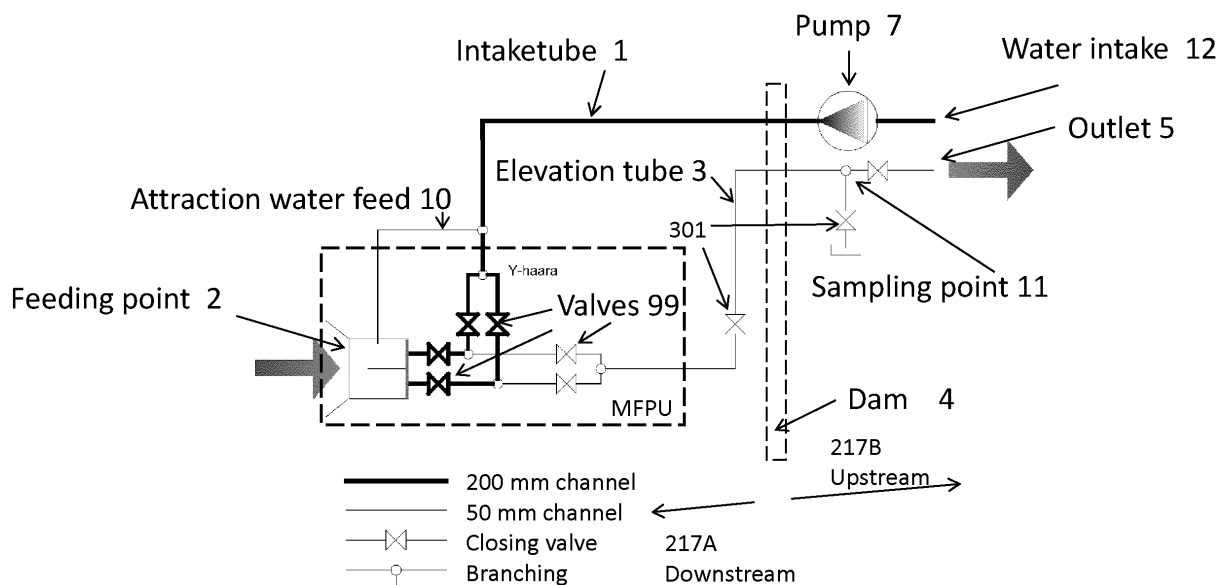 Pump 7
Intaketube 1
Water intake 12
Outlet 5
Elevation tube 3
Attraction water feed 10
301
Y-haara
Sampling point 11
Feeding point 2
Valves 99
MFPU
Dam 4
217B
Upstream
200 mm channel
50 mm channel
Closing valve
217A
Branching
Downstream